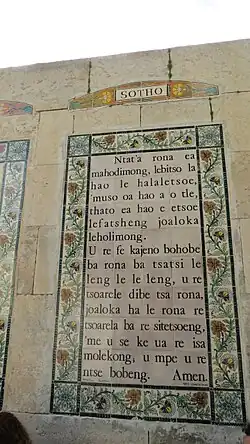 SOTHO
Ntat'a rona ea
mahodimong, lebitso la
hao le halaletsoe,
'muso oa hao a o tle,
thato ea hao e etsoe
lefatsheng joaloka
leholimong.
U re fe kajeno bohobe
ba rona ba tsatsi le
leng le le leng, u re
tsoarele dibe tsa rona,
joaloka ha le rona re
tsoarela ba re sitetsoeng,
'me u se ke ua re isa
molekong, u mpe u re
ntse bobeng. Amen.